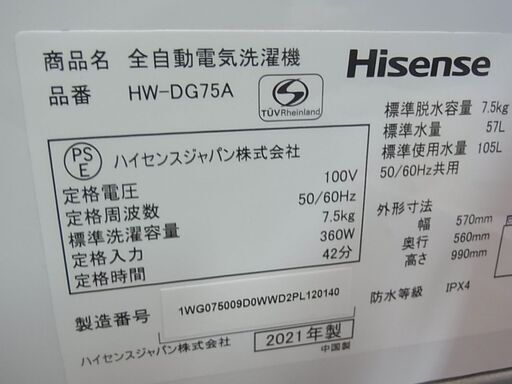 商品名 全自動電気洗濯機
品番 HW-DG75A
S
TÜVRheinland
Hisense
PS
E
ハイセンスジャパン株式会社
定格電圧 100V
定格周波数 50/60Hz
標準洗濯容量 7.5kg
定格入力 360W
定格時間 42分
標準脱水容量 7.5kg
標準水量 57L
標準使用水量 105L
50/60Hz共用
外形寸法
幅 570mm
奥行 560mm
高さ 990mm
防水等級 IPX4
製造番号 1WG075009D0WWD2PL120140
ハイセンスジャパン株式会社 2021年製
中国製